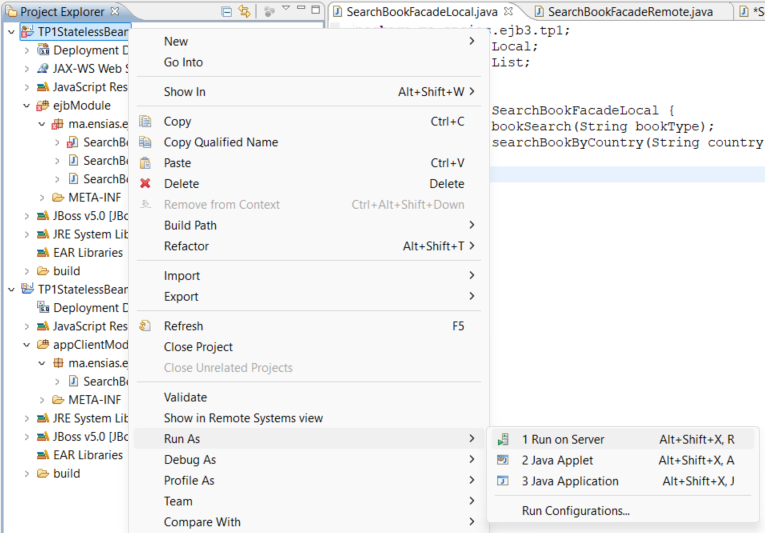 Project Explorer
SearchBookFacadeLocal.java
SearchBookFacadeRemote.java
TP1StatelessBean
Deployment D
JAX-WS Web S
JavaScript Res
ejbModule
ma.ensias.ej
SearchB
SearchB
SearchB
META-INF
JBoss v5.0 [JBo
JRE System Lib
EAR Libraries
build
TP1StatelessBean
Deployment D
JavaScript Res
appClientMod
ma.ensias.ej
SearchBo
META-INF
JRE System Lib
JBoss v5.0 [JBo
EAR Libraries
build
New
Go Into
Show In Alt+Shift+W
Copy Ctrl+C
Copy Qualified Name
Paste Ctrl+V
Delete Delete
Remove from Context Ctrl+Alt+Shift+Down
Build Path
Refactor Alt+Shift+T
Import
Export
Refresh F5
Close Project
Close Unrelated Projects
Validate
Show in Remote Systems view
Run As
Debug As
Profile As
Team
Compare With
.ejb3.tp1;
Local;
List;
SearchBookFacadeLocal {
bookSearch(String bookType);
searchBookByCountry(String country
1 Run on Server Alt+Shift+X, R
2 Java Applet Alt+Shift+X, A
3 Java Application Alt+Shift+X, J
Run Configurations...